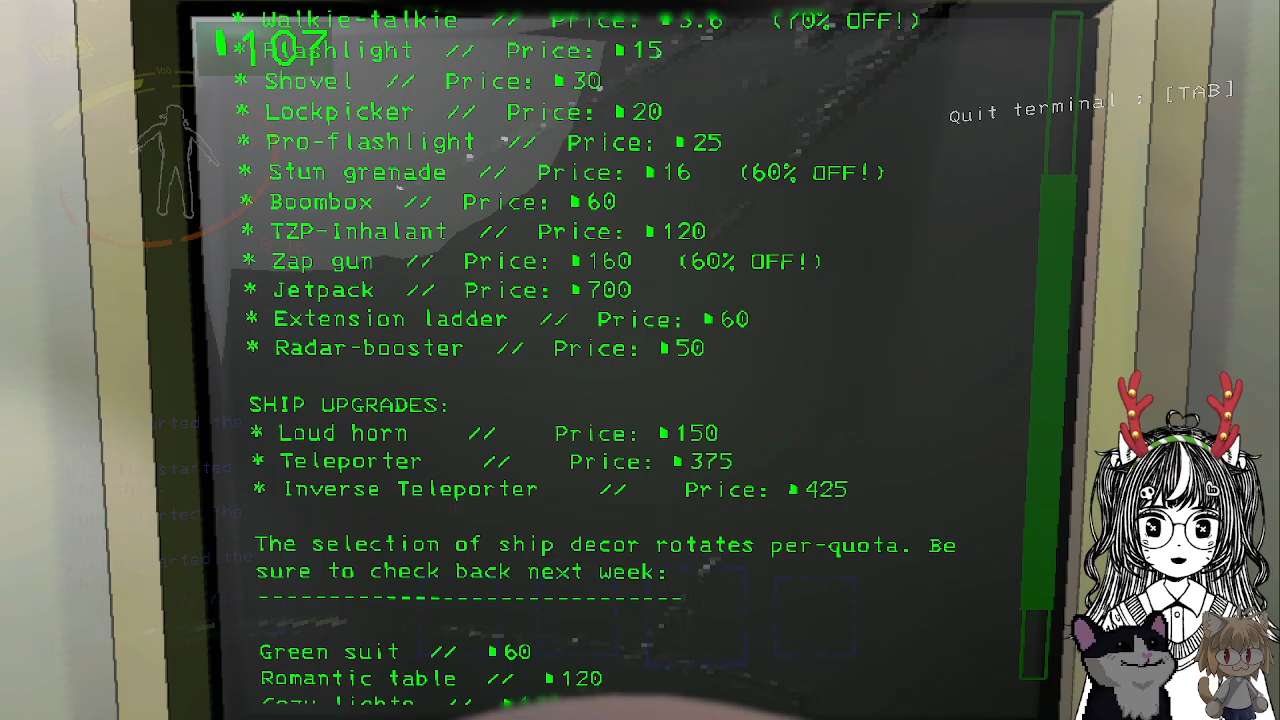 * Walkie-talkie // Price: ▮3.6 (70% OFF!)
▮107
* Flashlight // Price: ▮15
* Shovel // Price: ▮30
* Lockpicker // Price: ▮20
Quit terminal : [TAB]
* Pro-flashlight // Price: ▮25
* Stun grenade // Price: ▮16 (60% OFF!)
* Boombox // Price: ▮60
* TZP-Inhalant // Price: ▮120
* Zap gun // Price: ▮160 (60% OFF!)
* Jetpack // Price: ▮700
* Extension ladder // Price: ▮60
* Radar-booster // Price: ▮50
SHIP UPGRADES:
* Loud horn // Price: ▮150
* Teleporter // Price: ▮375
* Inverse Teleporter // Price: ▮425
The selection of ship decor rotates per-quota. Be
sure to check back next week:
---------------------------------
Green suit // ▮60
Romantic table // ▮120
Cozy lights //